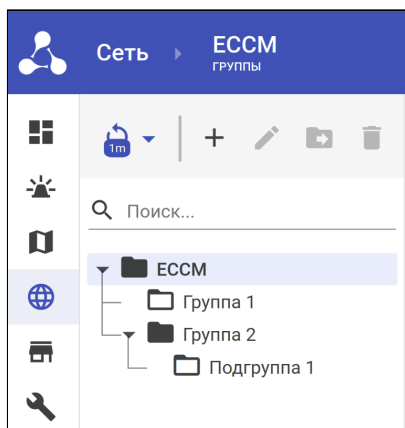 Сеть
ECCM
ГРУППЫ
1m
Поиск...
ECCM
Группа 1
Группа 2
Подгруппа 1